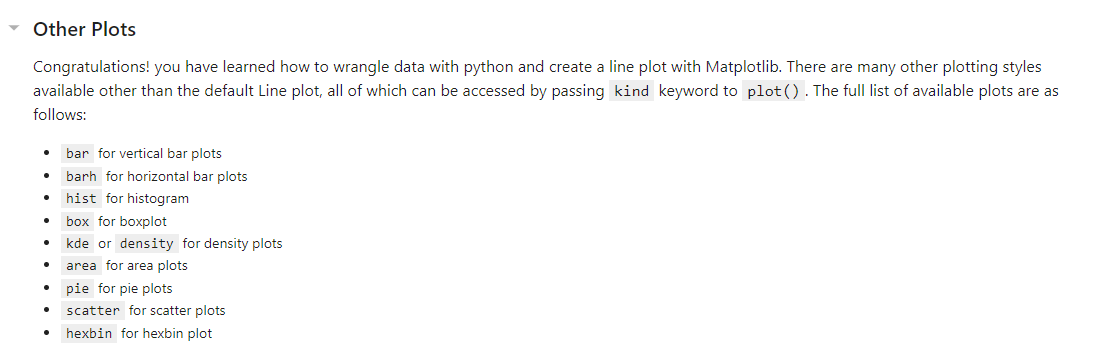 Other Plots
Congratulations! you have learned how to wrangle data with python and create a line plot with Matplotlib. There are many other plotting styles
available other than the default Line plot, all of which can be accessed by passing kind keyword to plot(). The full list of available plots are as
follows:
• bar for vertical bar plots
• barh for horizontal bar plots
• hist for histogram
• box for boxplot
• kde or density for density plots
• area for area plots
• pie for pie plots
• scatter for scatter plots
• hexbin for hexbin plot